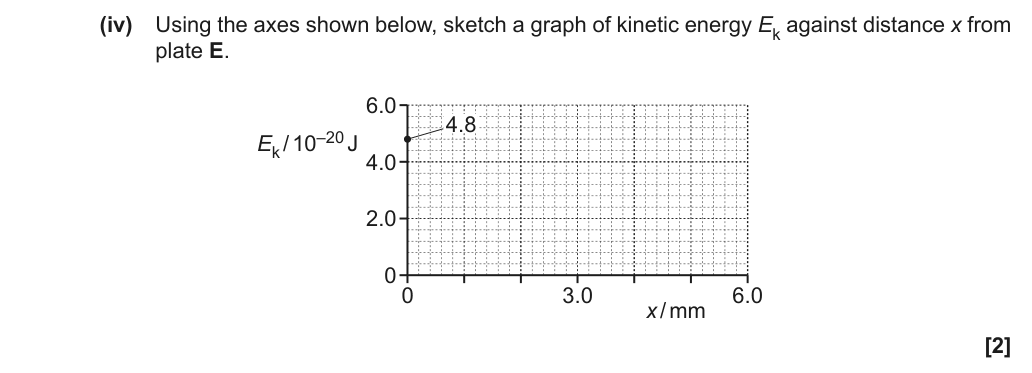 (iv) Using the axes shown below, sketch a graph of kinetic energy Eₖ against distance x from
plate E.
6.0
4.8
Eₖ / 10⁻²⁰ J
4.0
2.0
0
0 3.0 6.0
x / mm
[2]